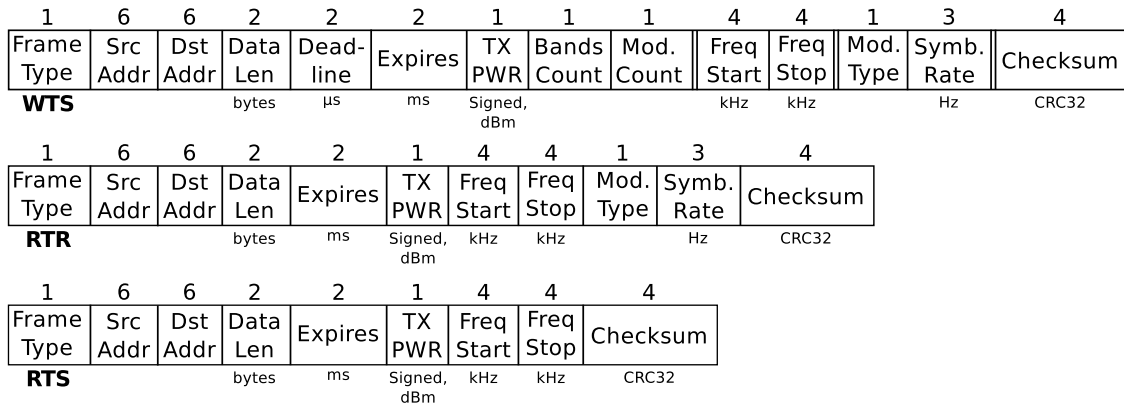 1 6 6 2 2 2 1 1 1 4 4 1 3 4
Frame Src Dst Data Dead- Expires TX Bands Mod. Freq Freq Mod. Symb. Checksum
Type Addr Addr Len line PWR Count Count Start Stop Type Rate
WTS bytes µs ms Signed, kHz kHz Hz CRC32
dBm
1 6 6 2 2 1 4 4 1 3 4
Frame Src Dst Data Expires TX Freq Freq Mod. Symb. Checksum
Type Addr Addr Len PWR Start Stop Type Rate
RTR bytes ms Signed, kHz kHz Hz CRC32
dBm
1 6 6 2 2 1 4 4 4
Frame Src Dst Data Expires TX Freq Freq Checksum
Type Addr Addr Len PWR Start Stop
RTS bytes ms Signed, kHz kHz CRC32
dBm